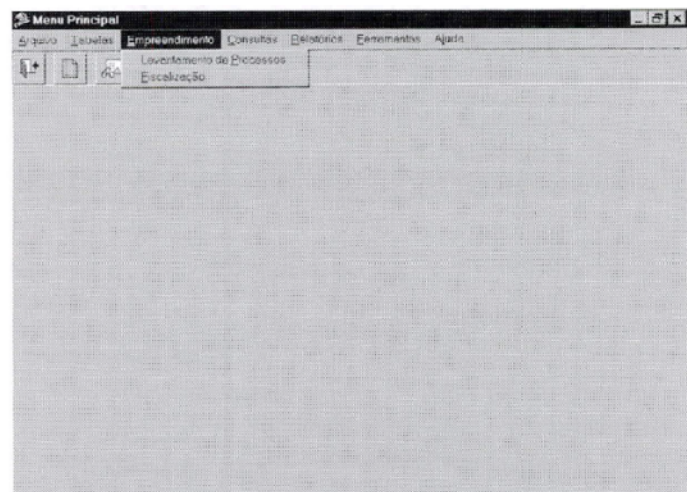 Menu Principal
Arquivo Tabelas Empreendimento Consultas Relatórios Ferramentas Ajuda
Levantamento de Processos
Fiscalização